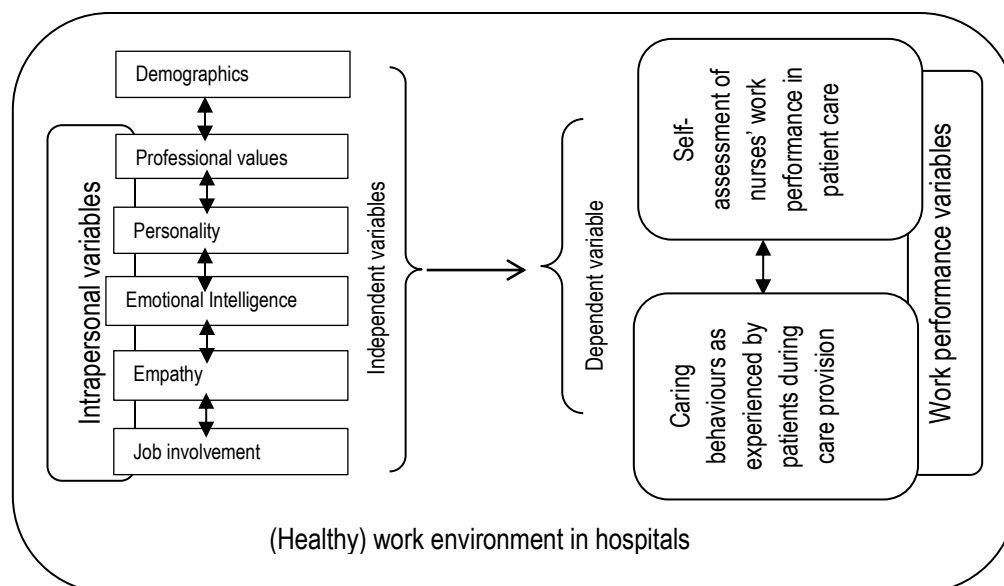 Intrapersonal variables
Demographics
Professional values
Personality
Emotional Intelligence
Empathy
Job involvement
Independent variables
Dependent variable
Self-
assessment of
nurses’ work
performance in
patient care
Caring
behaviours as
experienced by
patients during
care provision
Work performance variables
(Healthy) work environment in hospitals